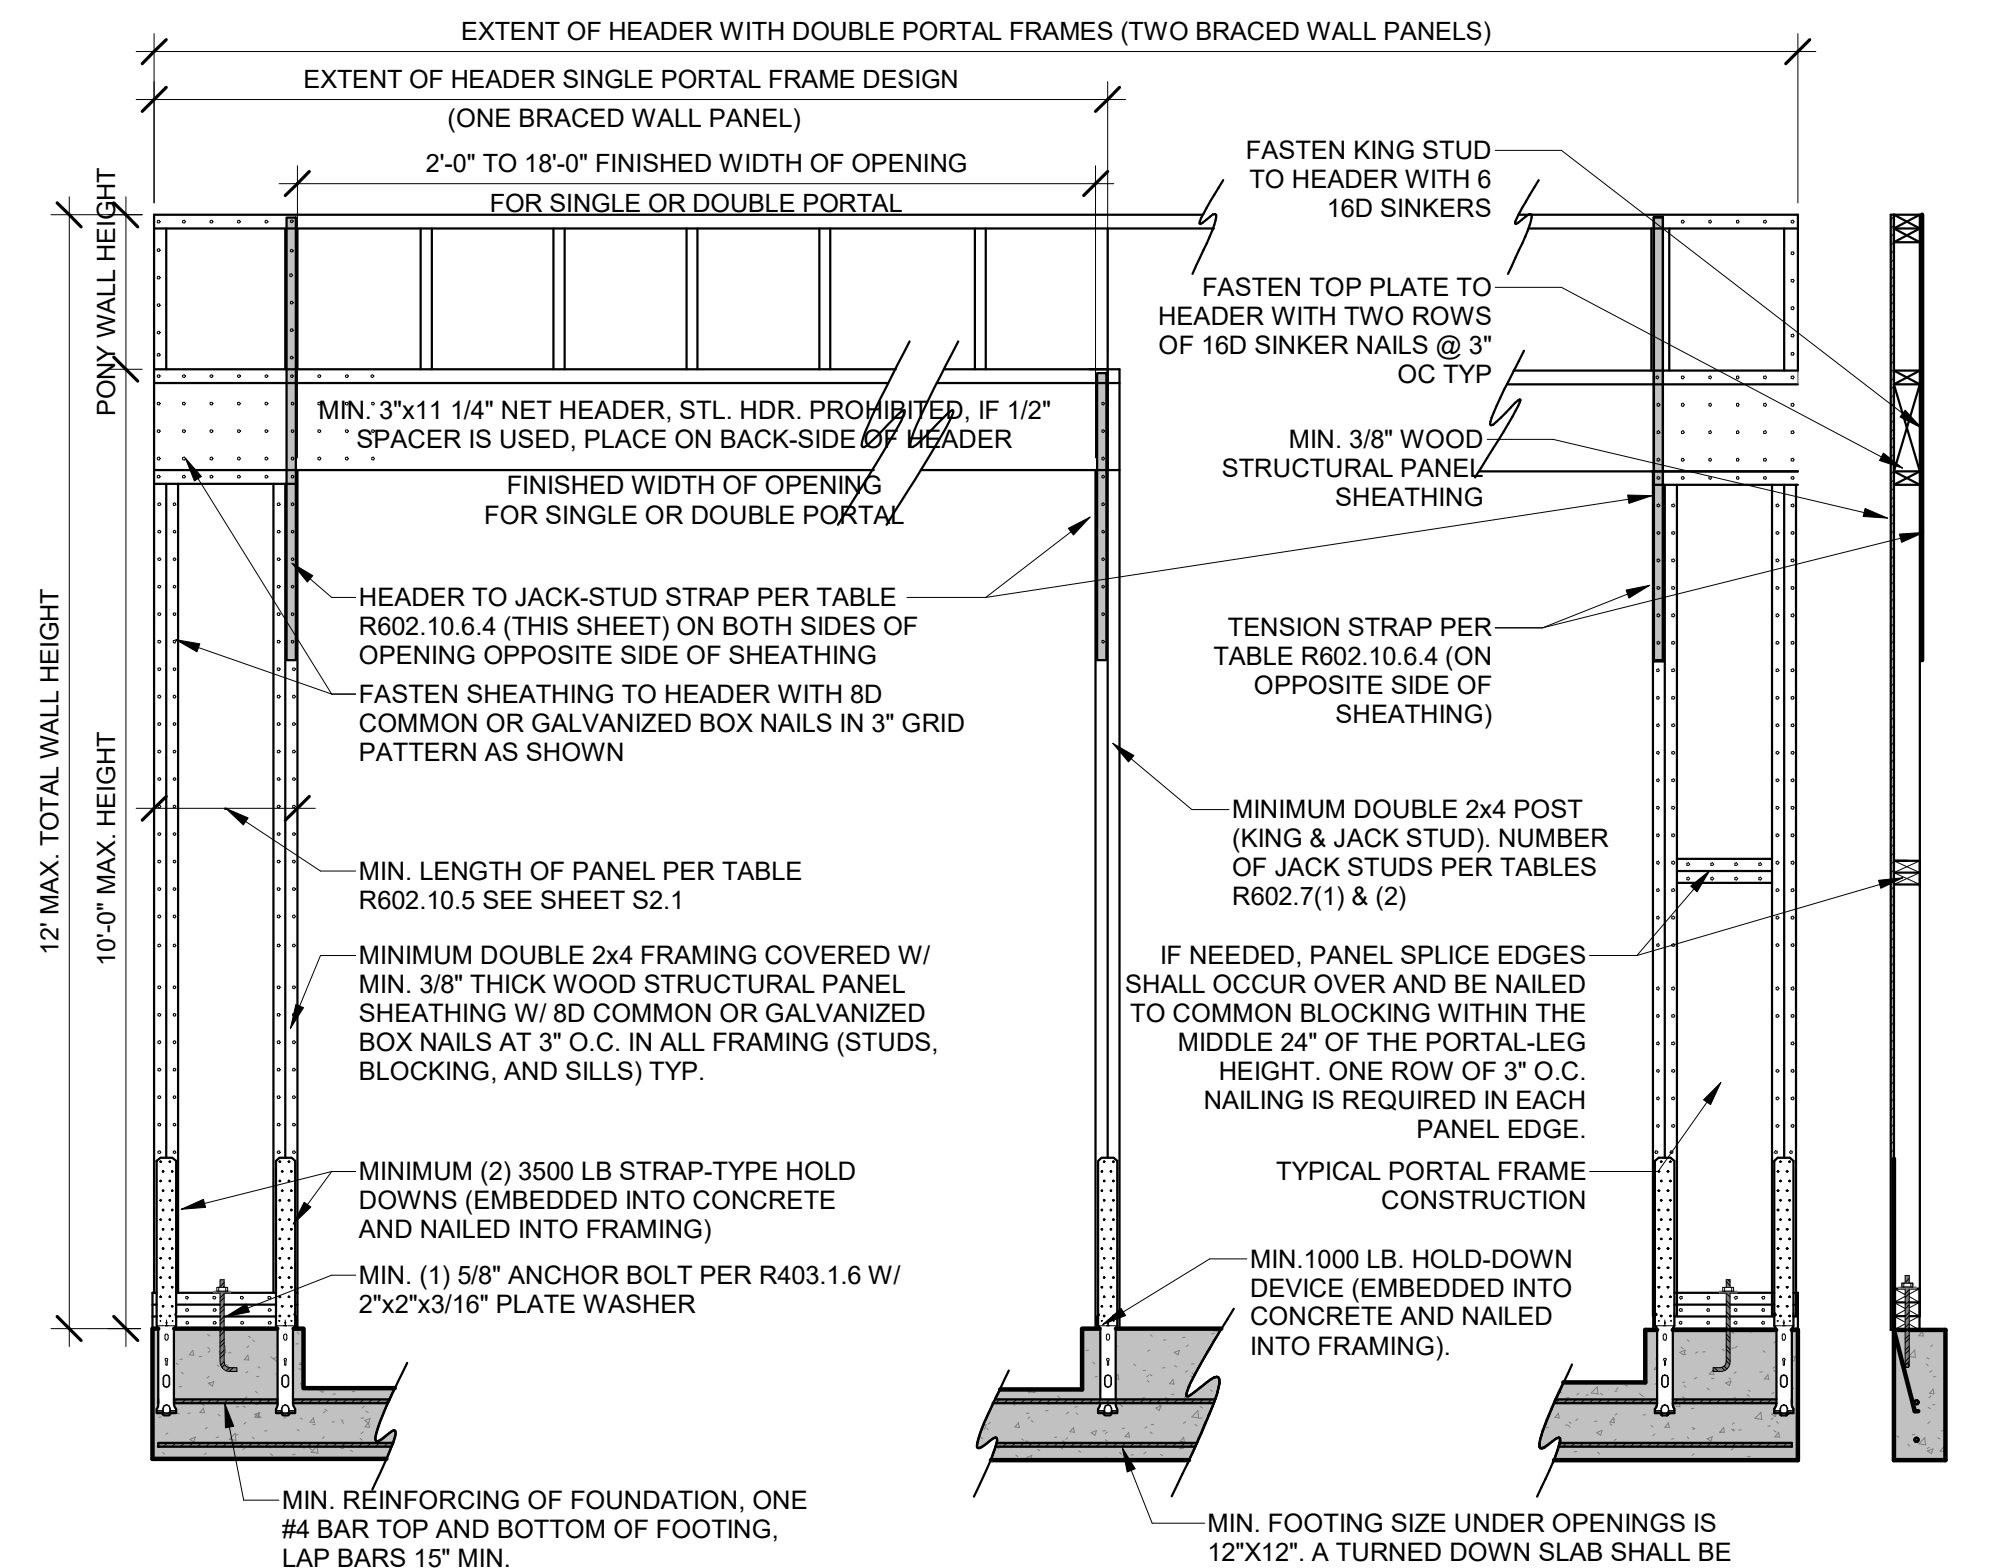 EXTENT OF HEADER WITH DOUBLE PORTAL FRAMES (TWO BRACED WALL PANELS)
EXTENT OF HEADER SINGLE PORTAL FRAME DESIGN
(ONE BRACED WALL PANEL)
2'-0" TO 18'-0" FINISHED WIDTH OF OPENING
FOR SINGLE OR DOUBLE PORTAL
PONY WALL HEIGHT
12' MAX. TOTAL WALL HEIGHT
10'-0" MAX. HEIGHT
MIN. 3"x11 1/4" NET HEADER, STL. HDR. PROHIBITED, IF 1/2"
SPACER IS USED, PLACE ON BACK-SIDE OF HEADER
FINISHED WIDTH OF OPENING
FOR SINGLE OR DOUBLE PORTAL
HEADER TO JACK-STUD STRAP PER TABLE
R602.10.6.4 (THIS SHEET) ON BOTH SIDES OF
OPENING OPPOSITE SIDE OF SHEATHING
FASTEN SHEATHING TO HEADER WITH 8D
COMMON OR GALVANIZED BOX NAILS IN 3" GRID
PATTERN AS SHOWN
MIN. LENGTH OF PANEL PER TABLE
R602.10.5 SEE SHEET S2.1
MINIMUM DOUBLE 2x4 FRAMING COVERED W/
MIN. 3/8" THICK WOOD STRUCTURAL PANEL
SHEATHING W/ 8D COMMON OR GALVANIZED
BOX NAILS AT 3" O.C. IN ALL FRAMING (STUDS,
BLOCKING, AND SILLS) TYP.
MINIMUM (2) 3500 LB STRAP-TYPE HOLD
DOWNS (EMBEDDED INTO CONCRETE
AND NAILED INTO FRAMING)
MIN. (1) 5/8" ANCHOR BOLT PER R403.1.6 W/
2"x2"x3/16" PLATE WASHER
MIN. REINFORCING OF FOUNDATION, ONE
#4 BAR TOP AND BOTTOM OF FOOTING,
LAP BARS 15" MIN.
FASTEN KING STUD
TO HEADER WITH 6
16D SINKERS
FASTEN TOP PLATE TO
HEADER WITH TWO ROWS
OF 16D SINKER NAILS @ 3"
OC TYP
MIN. 3/8" WOOD
STRUCTURAL PANEL
SHEATHING
TENSION STRAP PER
TABLE R602.10.6.4 (ON
OPPOSITE SIDE OF
SHEATHING)
MINIMUM DOUBLE 2x4 POST
(KING & JACK STUD). NUMBER
OF JACK STUDS PER TABLES
R602.7(1) & (2)
IF NEEDED, PANEL SPLICE EDGES
SHALL OCCUR OVER AND BE NAILED
TO COMMON BLOCKING WITHIN THE
MIDDLE 24" OF THE PORTAL-LEG
HEIGHT. ONE ROW OF 3" O.C.
NAILING IS REQUIRED IN EACH
PANEL EDGE.
TYPICAL PORTAL FRAME
CONSTRUCTION
MIN.1000 LB. HOLD-DOWN
DEVICE (EMBEDDED INTO
CONCRETE AND NAILED
INTO FRAMING).
MIN. FOOTING SIZE UNDER OPENINGS IS
12"X12". A TURNED DOWN SLAB SHALL BE